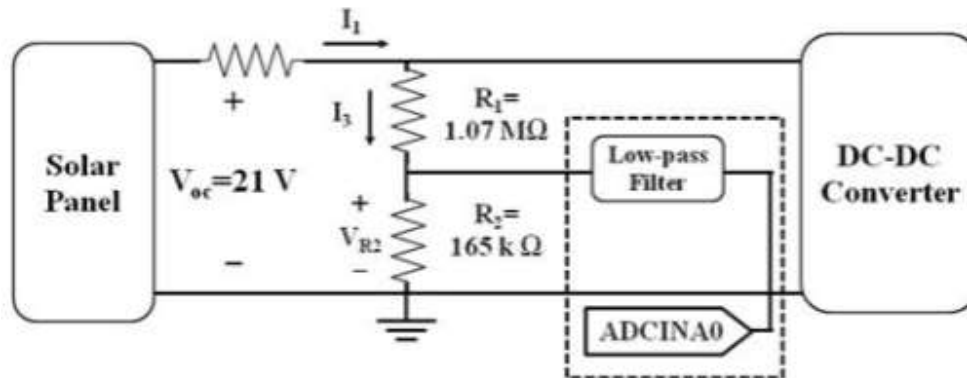 I₁
Solar
Panel
+
Vₒc=21 V
−
I₃
R₁=
1.07 MΩ
+
V_R2
−
R₂=
165 k Ω
Low-pass
Filter
ADCINA0
DC-DC
Converter